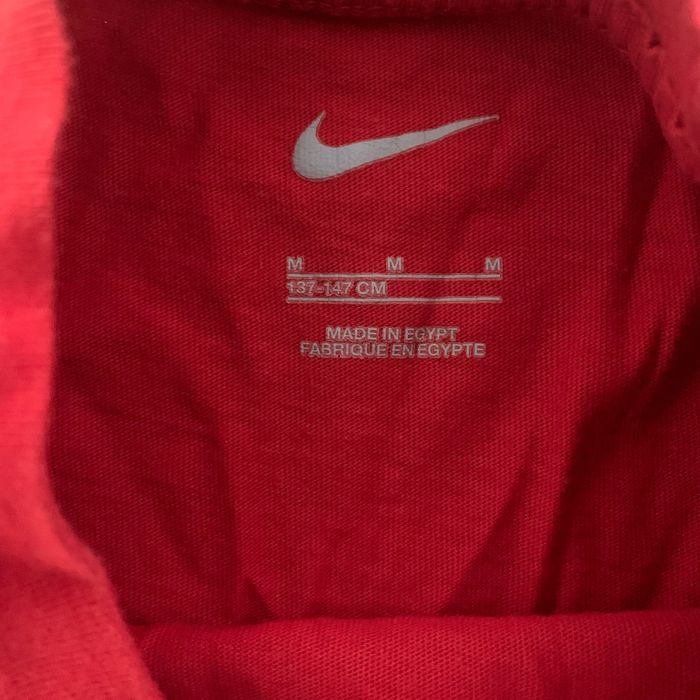 M M M
137-147 CM
MADE IN EGYPT
FABRIQUE EN EGYPTE